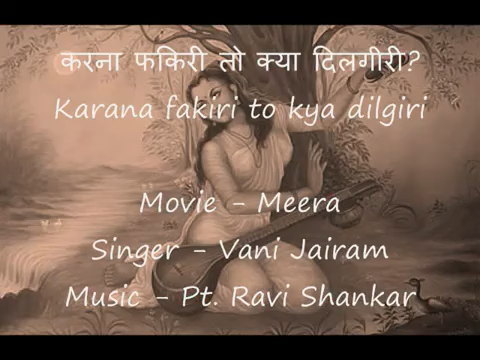 करना फकिरी तो क्या दिलगीरी?
Karana fakiri to kya dilgiri
Movie - Meera
Singer - Vani Jairam
Music - Pt. Ravi Shankar